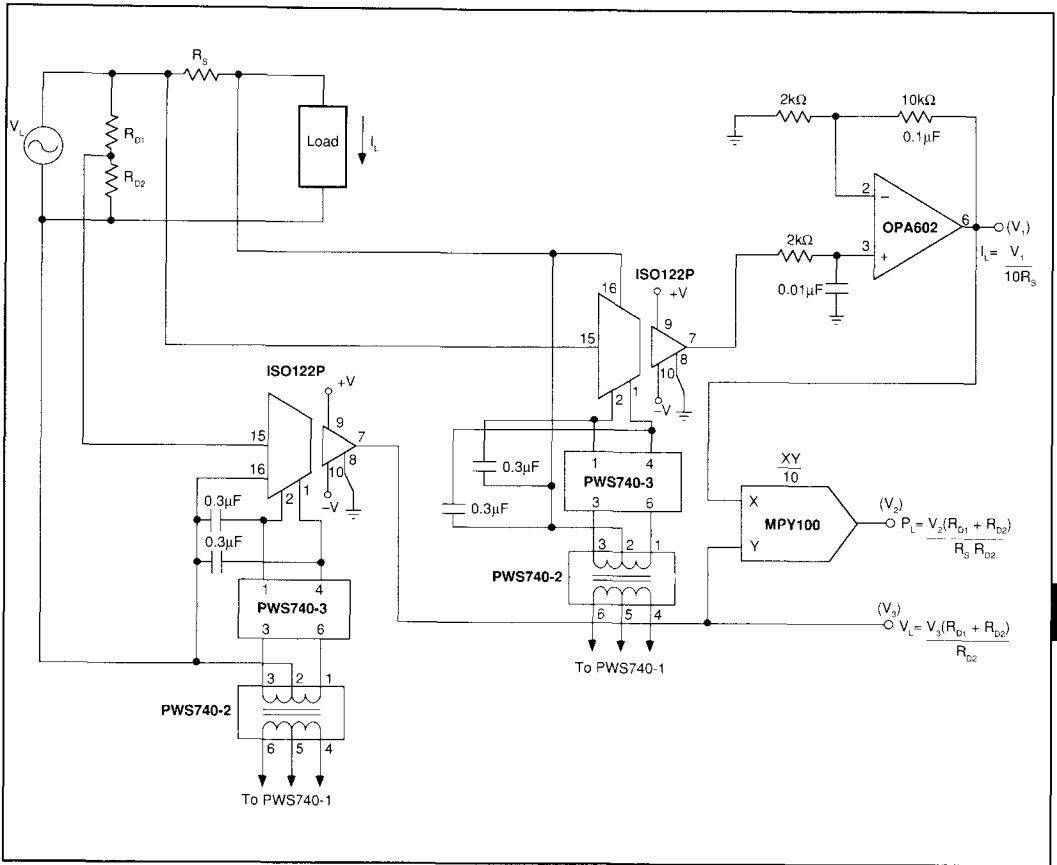 R_S
V_L
R_D1
R_D2
Load
I_L
2kΩ
10kΩ
0.1μF
2
−
OPA602
6
(V_1)
3
+
I_L = V_1
10R_S
2kΩ
0.01μF
ISO122P
+V
16
9
15
7
8
10
−V
2
1
ISO122P
+V
9
15
7
8
16
10
−V
2
1
0.3μF
0.3μF
1
4
PWS740-3
3
6
0.3μF
0.3μF
1
4
PWS740-3
3
6
XY
10
X
MPY100
Y
(V_2)
P_L = V_2(R_D1 + R_D2)
R_S R_D2
3
2
1
PWS740-2
6
5
4
To PWS740-1
(V_3)
V_L = V_3(R_D1 + R_D2)
R_D2
3
2
1
PWS740-2
6
5
4
To PWS740-1